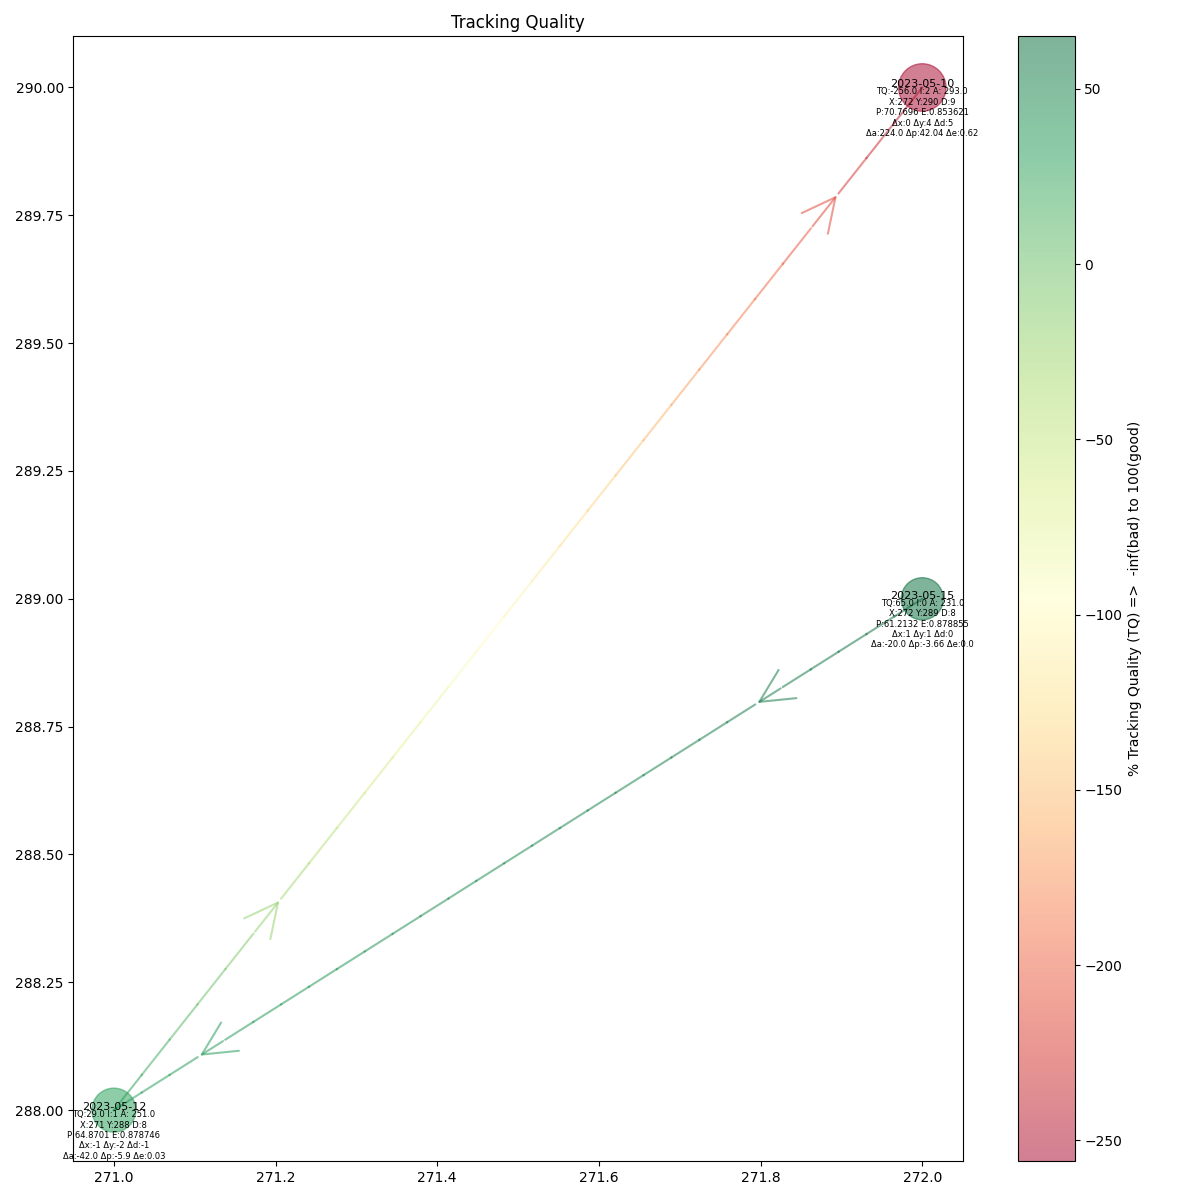 Tracking Quality
290.00
289.75
289.50
289.25
289.00
288.75
288.50
288.25
288.00
271.0
271.2
271.4
271.6
271.8
272.0
2023-05-10
TQ:-256.0 I:2 A: 293.0
X:272 Y:290 D:9
P:70.7696 E:0.853621
Δx:0 Δy:4 Δd:5
Δa:224.0 Δp:42.04 Δe:0.62
2023-05-15
TQ:65.0 I:0 A: 231.0
X:272 Y:289 D:8
P:61.2132 E:0.878855
Δx:1 Δy:1 Δd:0
Δa:-20.0 Δp:-3.66 Δe:0.0
2023-05-12
TQ:29.0 I:1 A: 251.0
X:271 Y:288 D:8
P:64.8701 E:0.878746
Δx:-1 Δy:-2 Δd:-1
Δa:-42.0 Δp:-5.9 Δe:0.03
50
0
−50
−100
−150
−200
−250
% Tracking Quality (TQ) => -inf(bad) to 100(good)